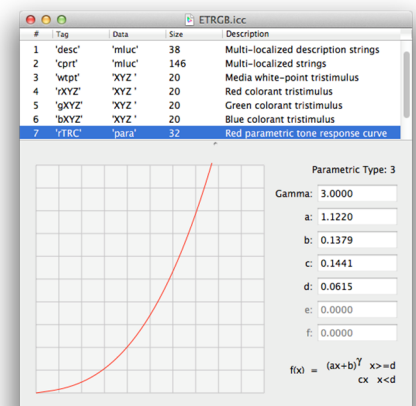 ETRGB.icc
# Tag Data Size Description
1 'desc' 'mluc' 38 Multi-localized description strings
2 'cprt' 'mluc' 146 Multi-localized strings
3 'wtpt' 'XYZ ' 20 Media white-point tristimulus
4 'rXYZ' 'XYZ ' 20 Red colorant tristimulus
5 'gXYZ' 'XYZ ' 20 Green colorant tristimulus
6 'bXYZ' 'XYZ ' 20 Blue colorant tristimulus
7 'rTRC' 'para' 32 Red parametric tone response curve
Parametric Type: 3
Gamma: 3.0000
a: 1.1220
b: 0.1379
c: 0.1441
d: 0.0615
e: 0.0000
f: 0.0000
f(x) = (ax+b)γ x>=d
cx x<d